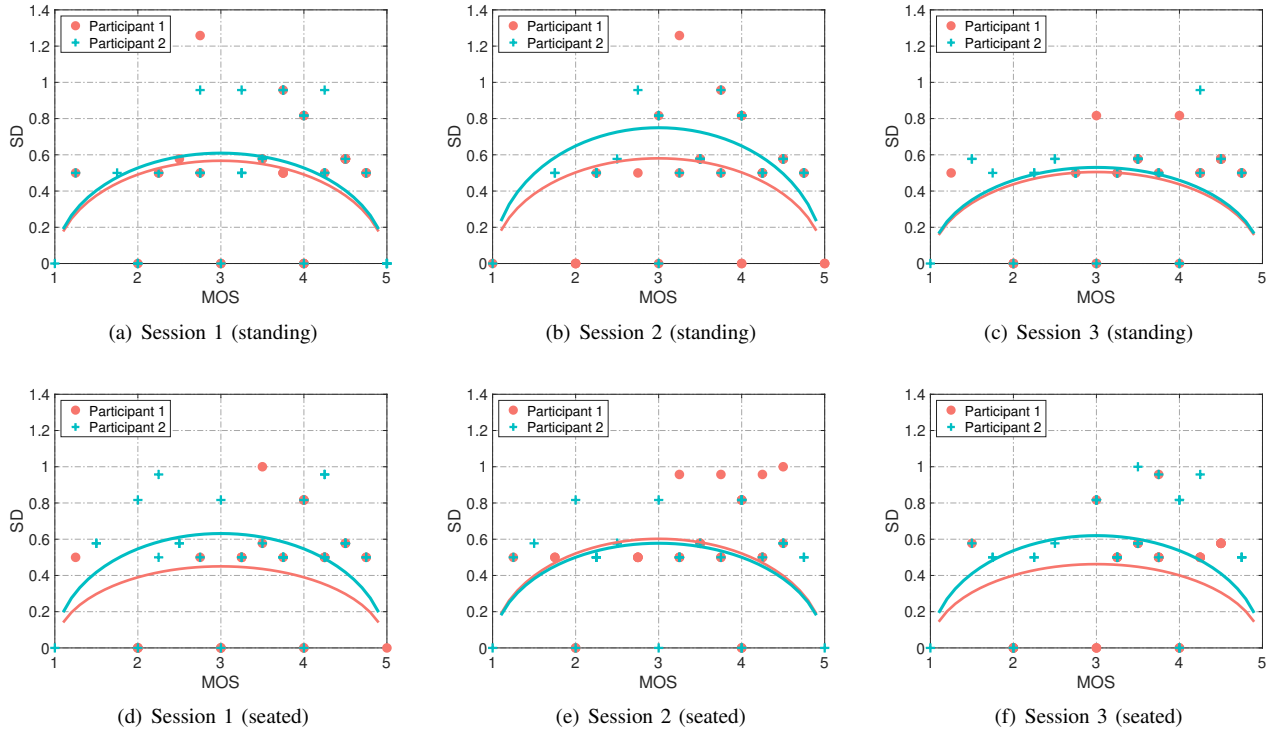 1.4
1.2
1
0.8
0.6
0.4
0.2
0
SD
Participant 1
Participant 2
1 2 3 4 5
MOS
(a) Session 1 (standing)
1.4
1.2
1
0.8
0.6
0.4
0.2
0
SD
Participant 1
Participant 2
1 2 3 4 5
MOS
(b) Session 2 (standing)
1.4
1.2
1
0.8
0.6
0.4
0.2
0
SD
Participant 1
Participant 2
1 2 3 4 5
MOS
(c) Session 3 (standing)
1.4
1.2
1
0.8
0.6
0.4
0.2
0
SD
Participant 1
Participant 2
1 2 3 4 5
MOS
(d) Session 1 (seated)
1.4
1.2
1
0.8
0.6
0.4
0.2
0
SD
Participant 1
Participant 2
1 2 3 4 5
MOS
(e) Session 2 (seated)
1.4
1.2
1
0.8
0.6
0.4
0.2
0
SD
Participant 1
Participant 2
1 2 3 4 5
MOS
(f) Session 3 (seated)